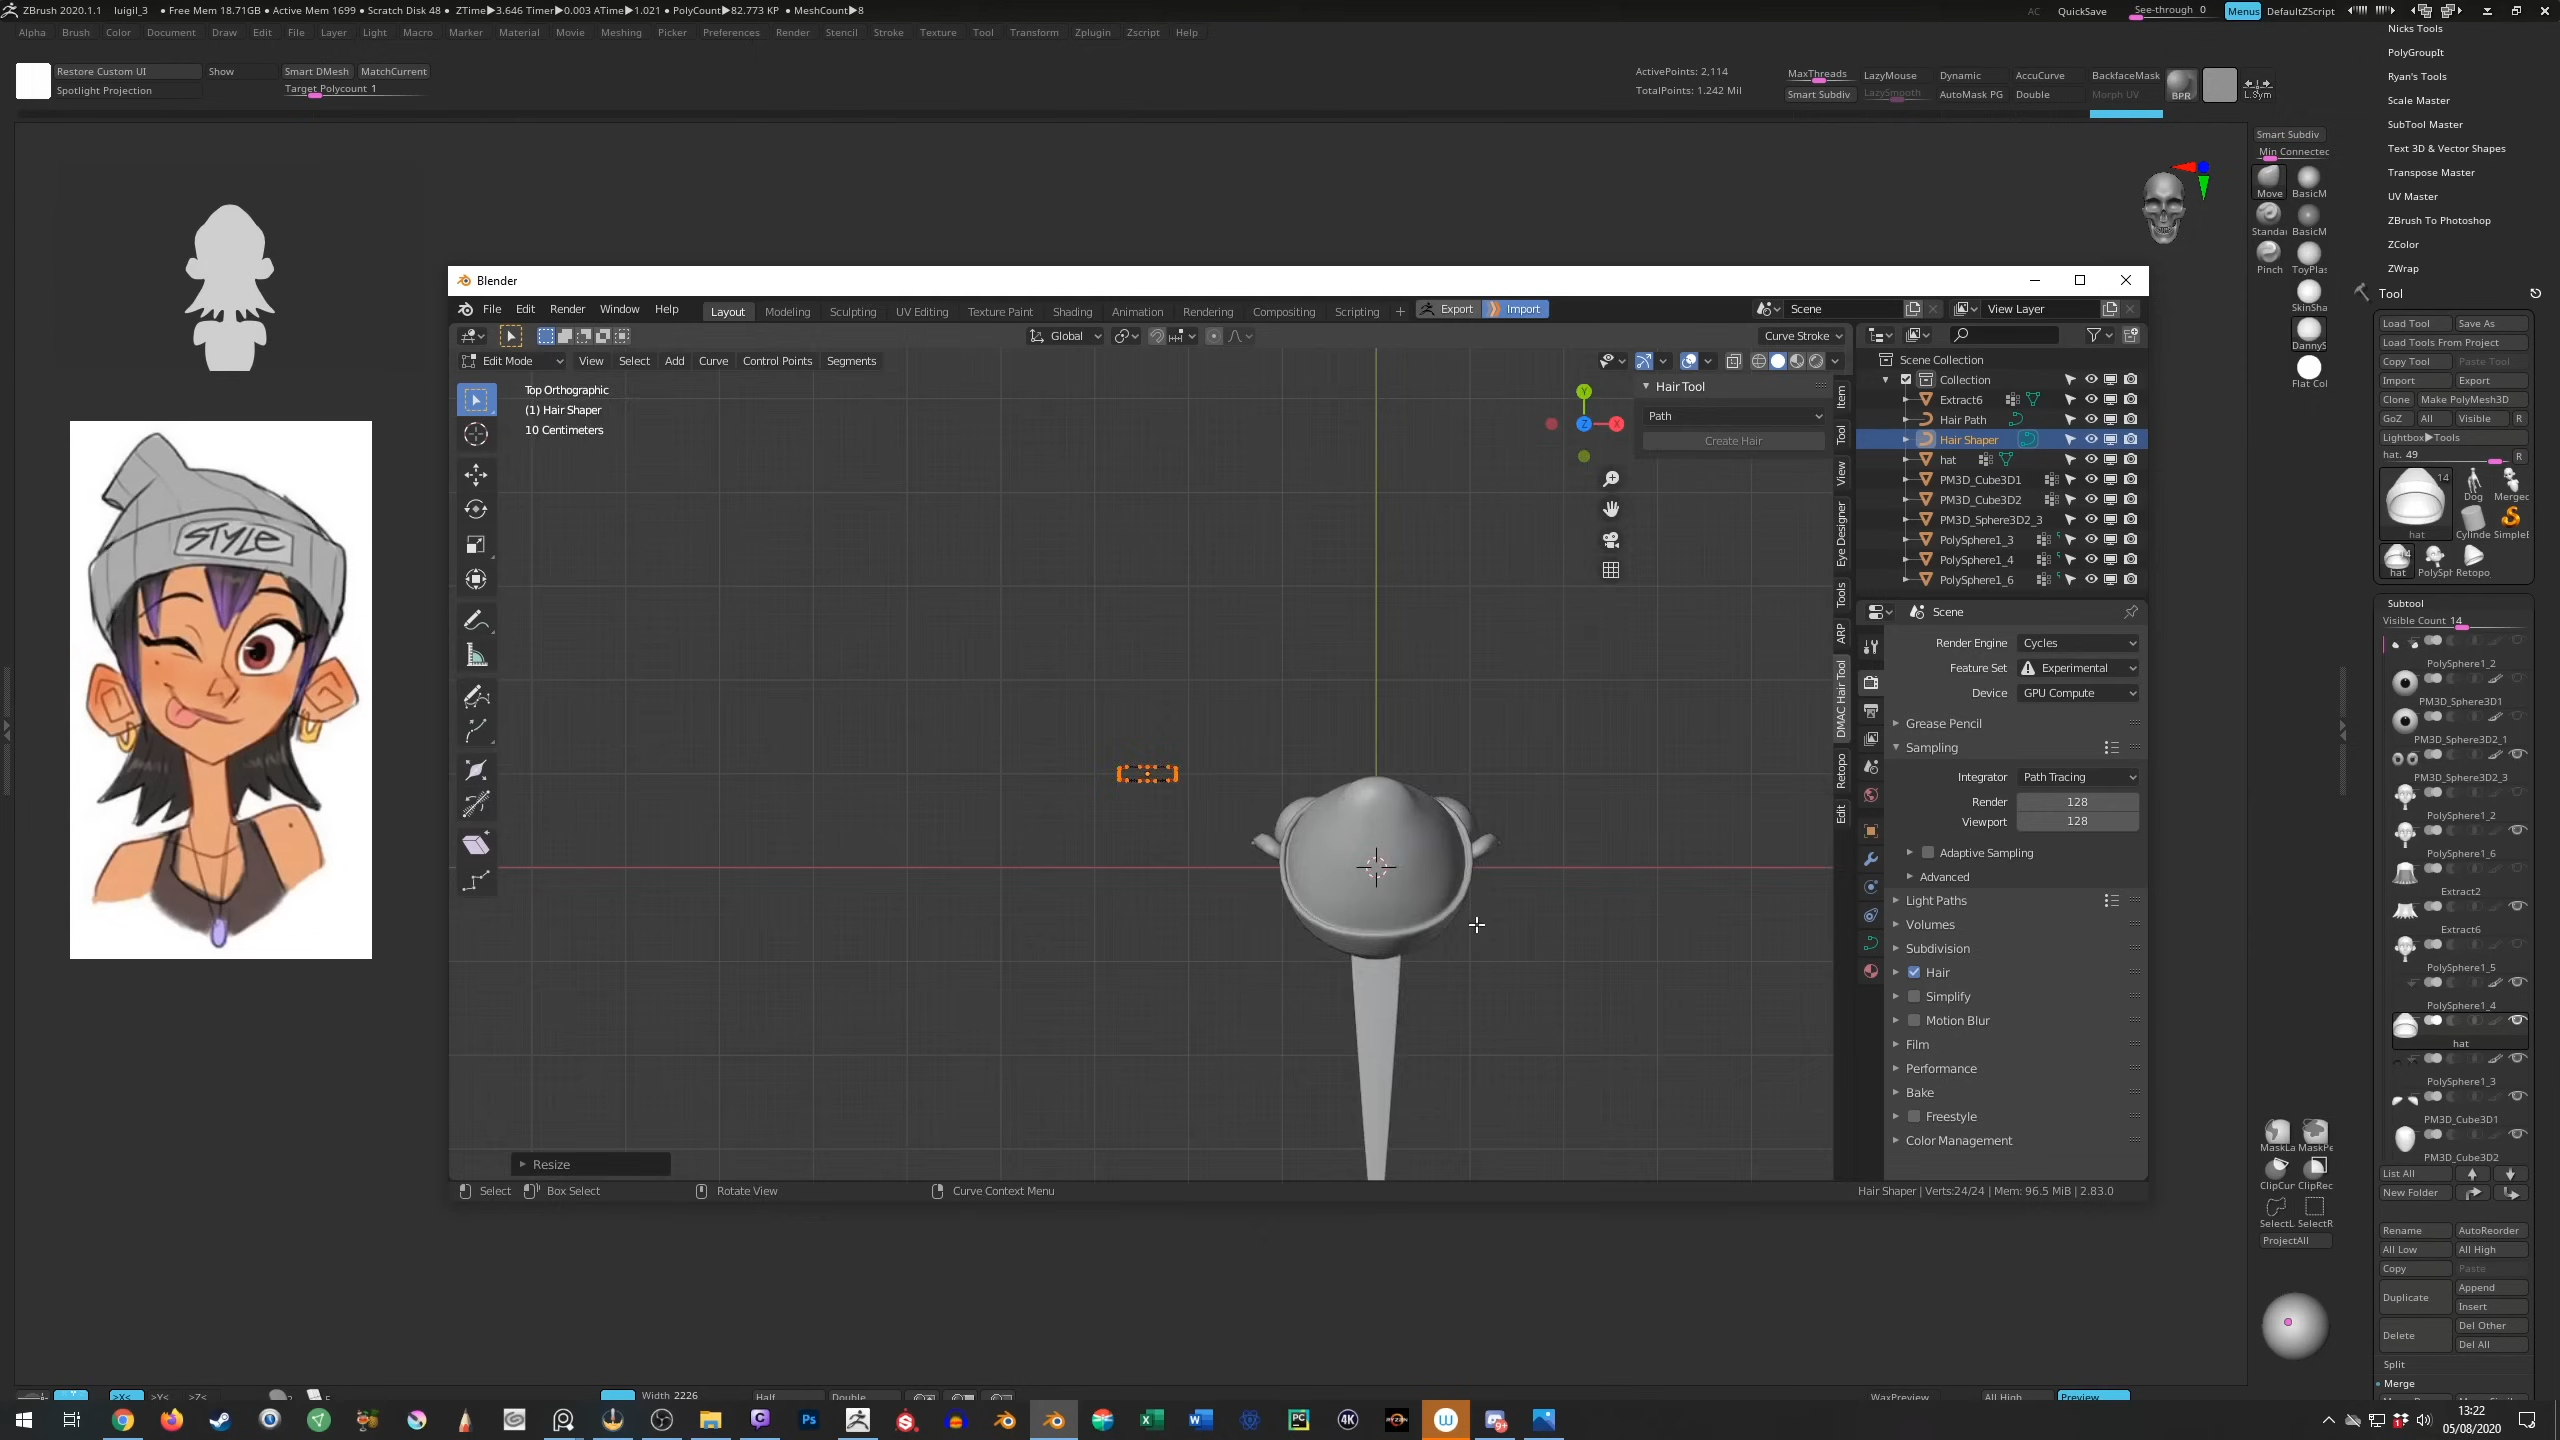 ZBrush 2020.1.1 luigil_3 • Free Mem 18.71GB • Active Mem 1699 • Scratch Disk 48 • ZTime▶3.646 Timer▶0.003 ATime▶1.021 • PolyCount▶82.773 KP • MeshCount▶8
AC QuickSave See-through 0 Menus DefaultZScript
Alpha Brush Color Document Draw Edit File Layer Light Macro Marker Material Movie Meshing Picker Preferences Render Stencil Stroke Texture Tool Transform Zplugin Zscript Help
Restore Custom UI Show Smart DMesh MatchCurrent
Spotlight Projection Target Polycount 1
ActivePoints: 2,114
TotalPoints: 1.242 Mil
MaxThreads LazyMouse Dynamic AccuCurve BackfaceMask
Smart Subdiv LazySmooth AutoMask PG Double Morph UV BPR L.Sym
STYLE
Blender
File Edit Render Window Help Layout Modeling Sculpting UV Editing Texture Paint Shading Animation Rendering Compositing Scripting + Export Import Scene View Layer
Global Curve Stroke
Edit Mode View Select Add Curve Control Points Segments
Top Orthographic
(1) Hair Shaper
10 Centimeters
Hair Tool
Path
Create Hair
Y
Z X
Item
Tool
View
Eye Designer
Tools
ARP
DMAC Hair Tool
Retopo
Edit
Scene Collection
Collection
Extract6
Hair Path
Hair Shaper
hat
PM3D_Cube3D1
PM3D_Cube3D2
PM3D_Sphere3D2_3
PolySphere1_3
PolySphere1_4
PolySphere1_6
Scene
Render Engine Cycles
Feature Set Experimental
Device GPU Compute
Grease Pencil
Sampling
Integrator Path Tracing
Render 128
Viewport 128
Adaptive Sampling
Advanced
Light Paths
Volumes
Subdivision
Hair
Simplify
Motion Blur
Film
Performance
Bake
Freestyle
Color Management
Resize
Select Box Select Rotate View Curve Context Menu
Hair Shaper | Verts:24/24 | Mem: 96.5 MiB | 2.83.0
Smart Subdiv
Min Connected
Move BasicM
Standa BasicM
Pinch ToyPlas
SkinSha
DannyS
Flat Col
MaskLa MaskPe
ClipCur ClipRec
SelectL SelectR
ProjectAll
Nicks Tools
PolyGroupIt
Ryan's Tools
Scale Master
SubTool Master
Text 3D & Vector Shapes
Transpose Master
UV Master
ZBrush To Photoshop
ZColor
ZWrap
Tool
Load Tool Save As
Load Tools From Project
Copy Tool Paste Tool
Import Export
Clone Make PolyMesh3D
GoZ All Visible R
Lightbox▶Tools
hat. 49 R
14
Dog Merged
hat Cylinde SimpleB
14
hat PolySph Retopo
Subtool
Visible Count 14
PolySphere1_2
PM3D_Sphere3D1
PM3D_Sphere3D2_1
PM3D_Sphere3D2_3
PolySphere1_2
PolySphere1_6
Extract2
Extract6
PolySphere1_5
PolySphere1_4
hat
PolySphere1_3
PM3D_Cube3D1
PM3D_Cube3D2
List All
New Folder
Rename AutoReorder
All Low All High
Copy Paste
Duplicate Append
Insert
Delete Del Other
Del All
Split
Merge
>X< >Y< >Z< Width 2226 Half Double WaxPreview All High Preview
13:22
05/08/2020